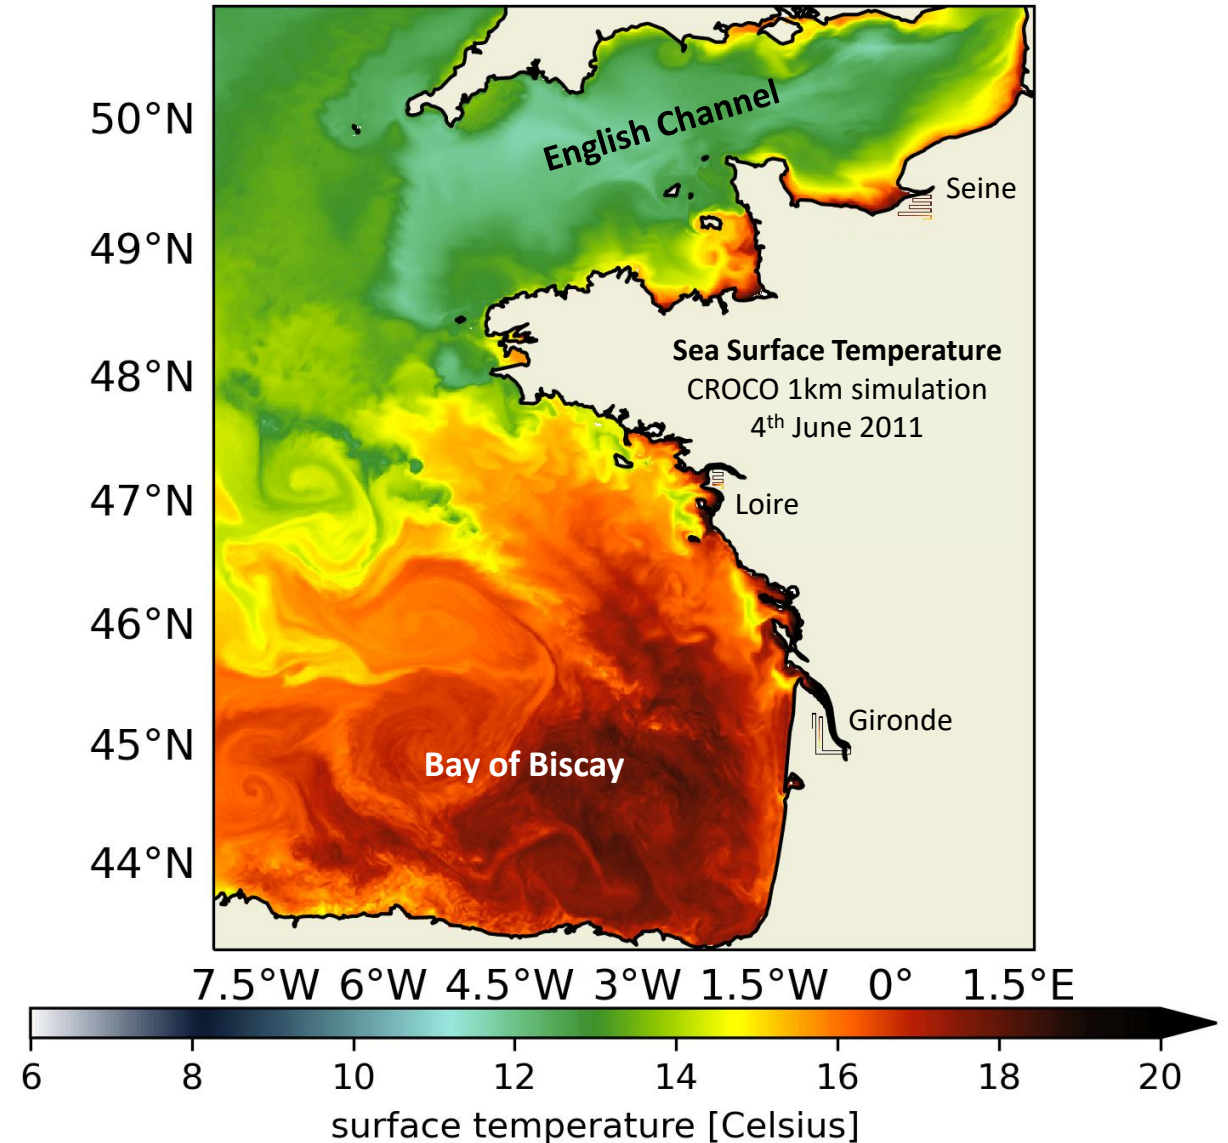 50°N
49°N
48°N
47°N
46°N
45°N
44°N
English Channel
Seine
Sea Surface Temperature
CROCO 1km simulation
4th June 2011
Loire
Gironde
Bay of Biscay
7.5°W 6°W 4.5°W 3°W 1.5°W 0° 1.5°E
6 8 10 12 14 16 18 20
surface temperature [Celsius]